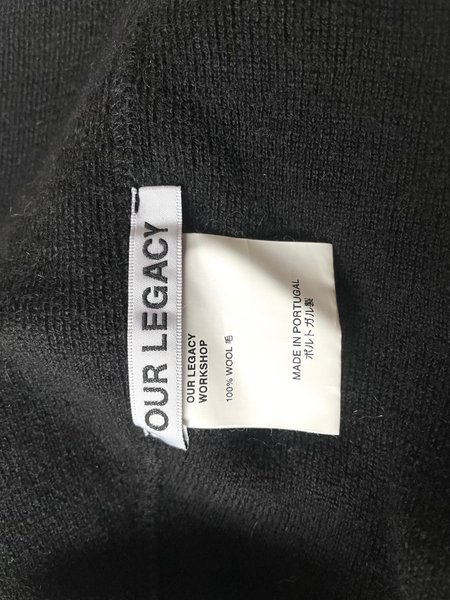 OUR LEGACY
OUR LEGACY
WORKSHOP
100% WOOL 毛
MADE IN PORTUGAL
ポルトガル製